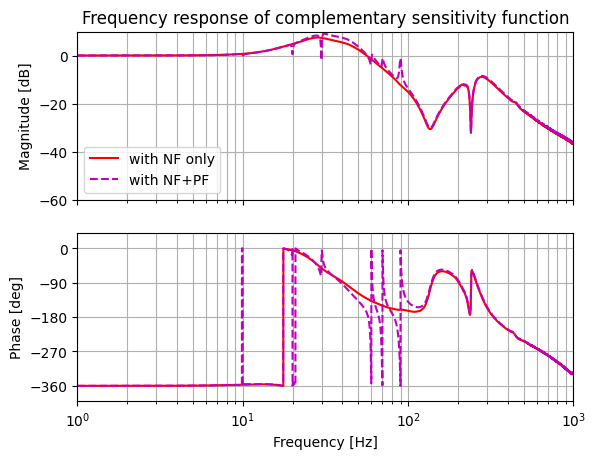 Frequency response of complementary sensitivity function
0
−20
−40
−60
Magnitude [dB]
with NF only
with NF+PF
0
−90
−180
−270
−360
Phase [deg]
10^0 10^1 10^2 10^3
Frequency [Hz]